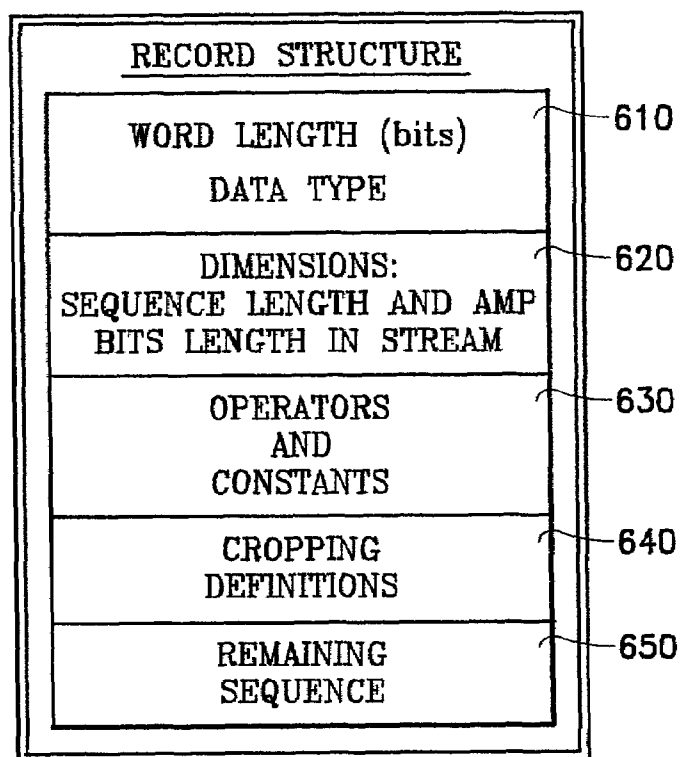 RECORD STRUCTURE
WORD LENGTH (bits)
DATA TYPE
610
DIMENSIONS:
SEQUENCE LENGTH AND AMP
BITS LENGTH IN STREAM
620
OPERATORS
AND
CONSTANTS
630
CROPPING
DEFINITIONS
640
REMAINING
SEQUENCE
650